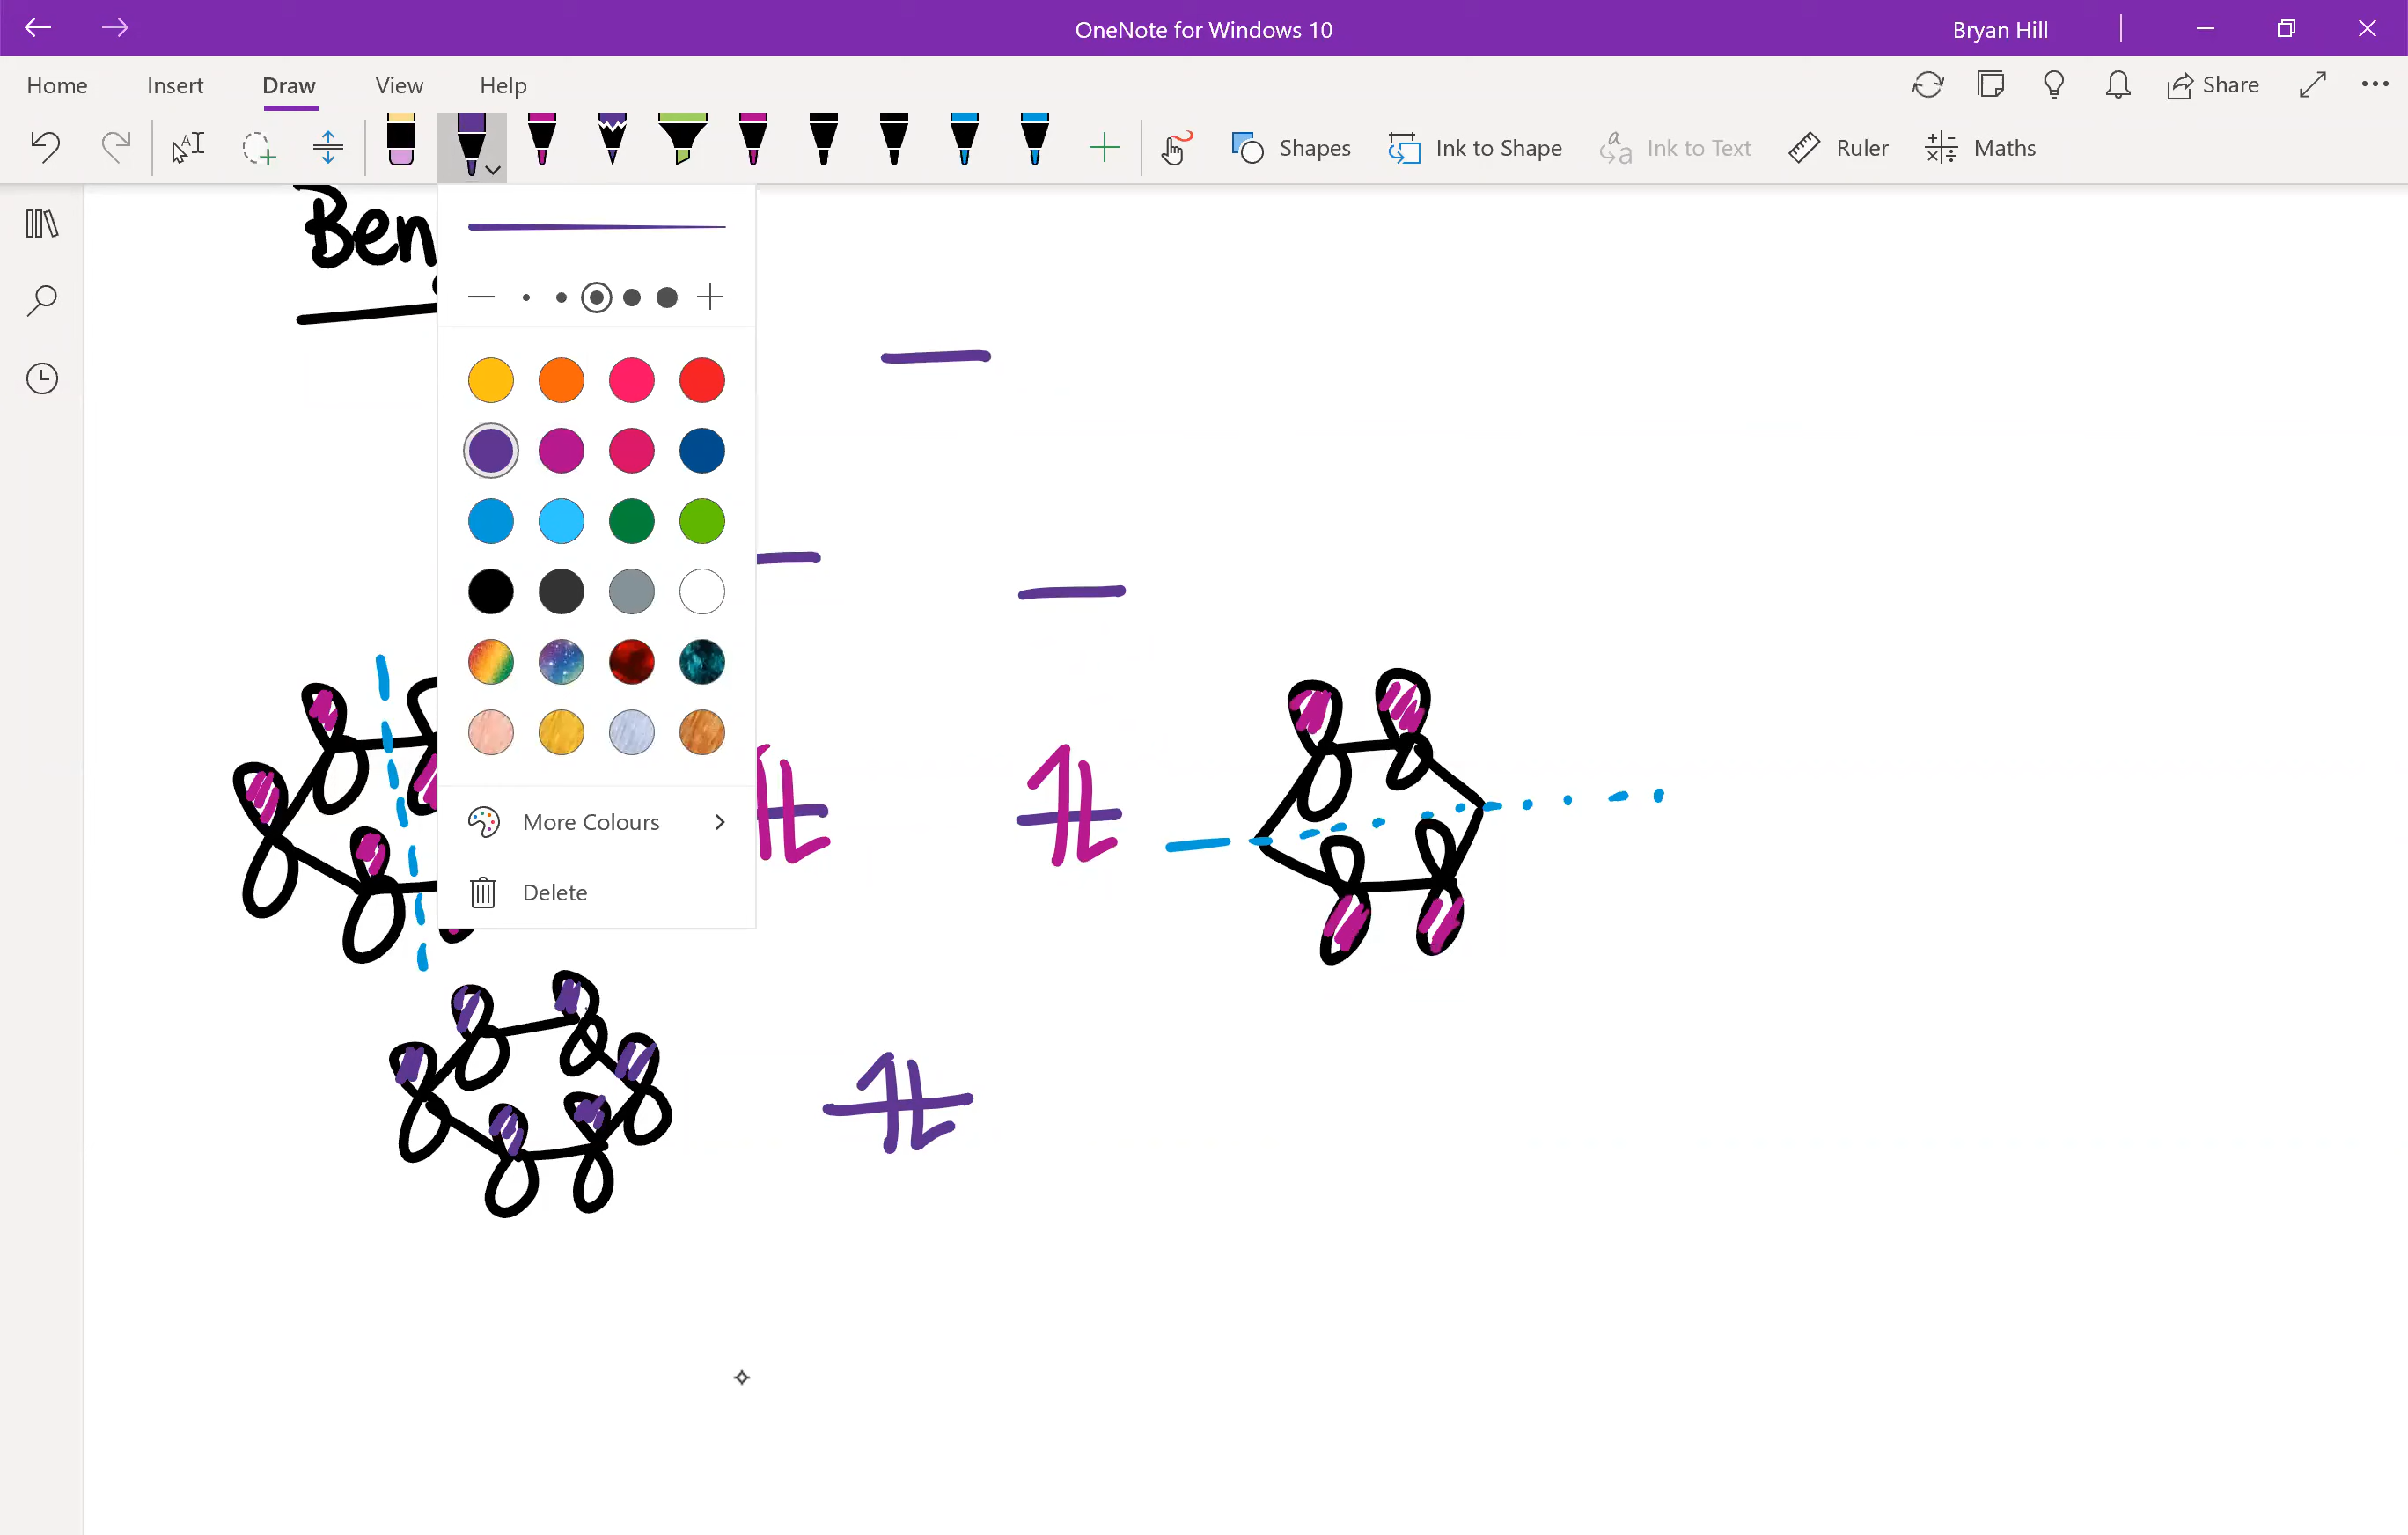 OneNote for Windows 10
Bryan Hill
Home Insert Draw View Help
Share
Shapes
Ink to Shape
Ink to Text
Ruler
Maths
Ben
More Colours
Delete